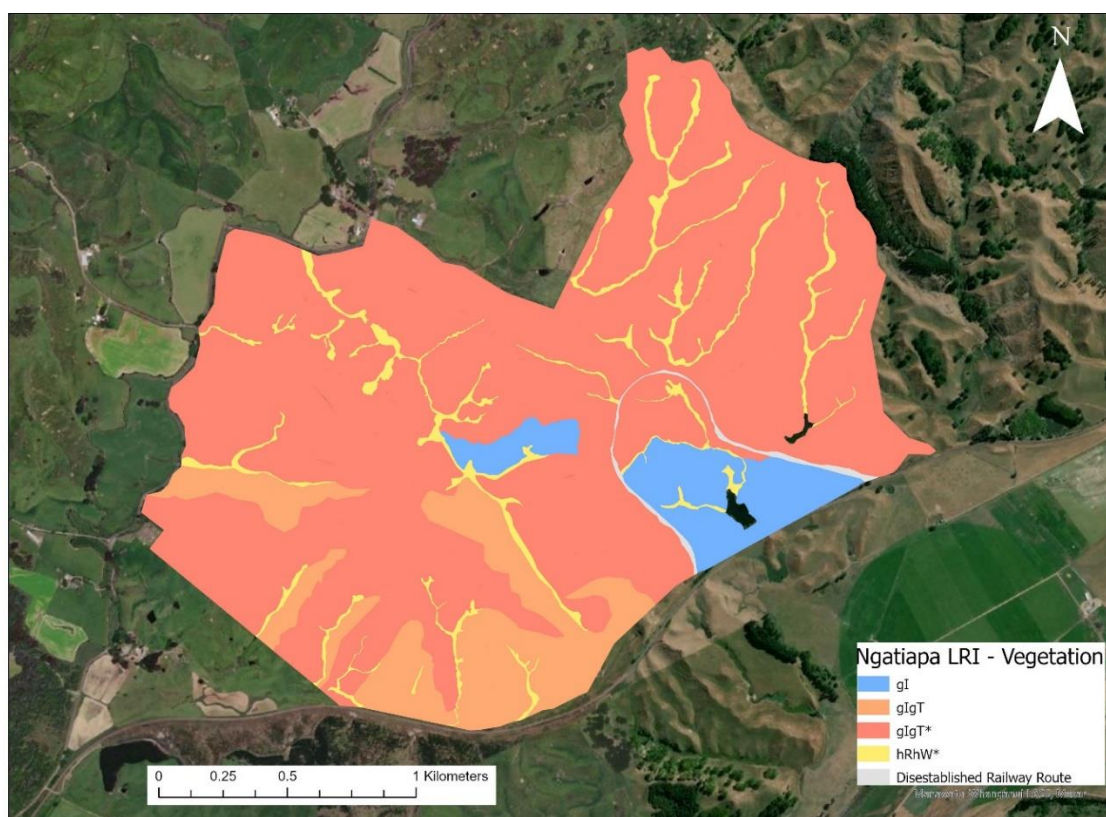 N
Ngatiapa LRI - Vegetation
gI
gIgT
gIgT*
hRhW*
Disestablished Railway Route
0 0.25 0.5 1 Kilometers